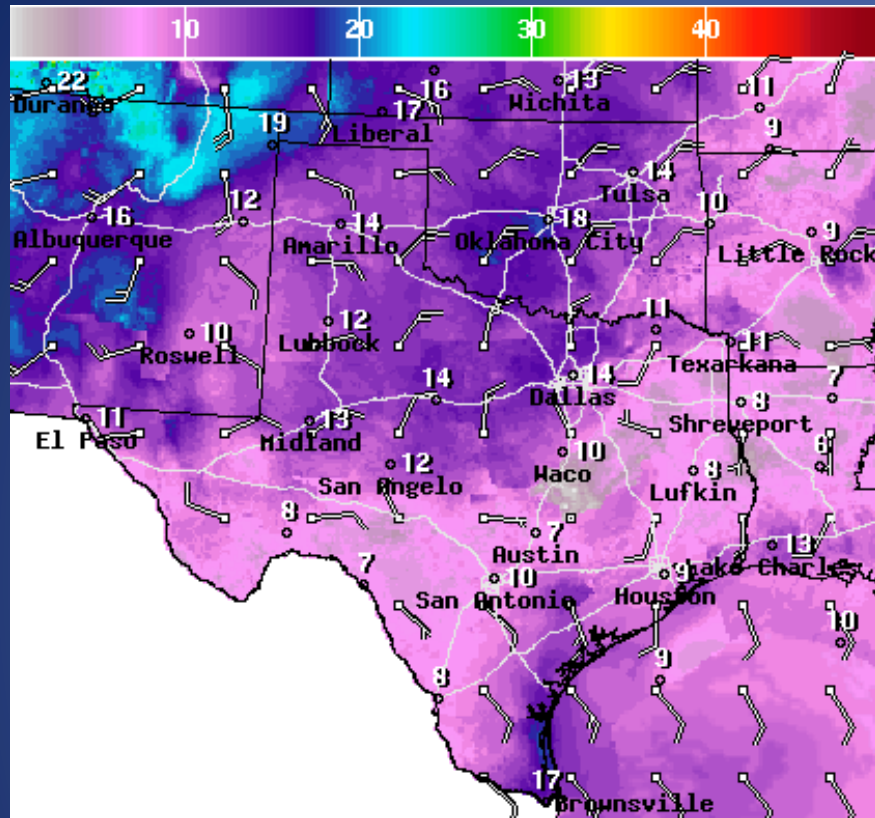 10 20 30 40
22 16 13 11
Durango Wichita
17
Liberal
19 9
14
Tulsa
16 12 14 18 10 9
Albuquerque Amarillo Oklahoma City Little Rock
10 12 11 11
Roswell Lubbock Texarkana
14 14 8 7
Dallas
11 13 Shreveport
El Paso Midland
12 10 8 6
San Angelo Waco Lufkin
8 7 13
Austin
7 10 9 Lake Charles
San Antonio Houston
10
8 9
17
Brownsville